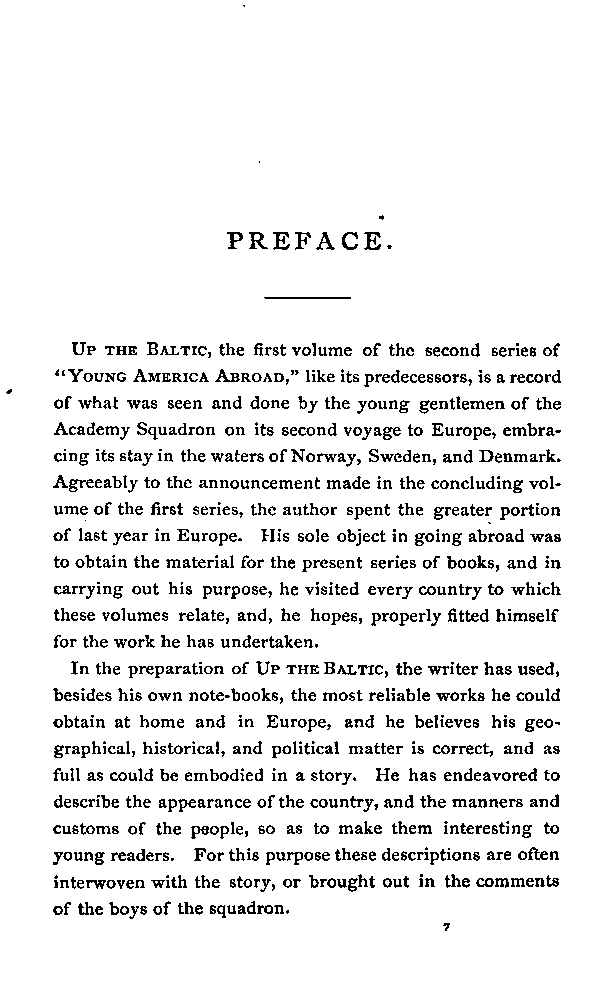 PREFACE.
UP THE BALTIC, the first volume of the second series of
“YOUNG AMERICA ABROAD,” like its predecessors, is a record
of what was seen and done by the young gentlemen of the
Academy Squadron on its second voyage to Europe, embra-
cing its stay in the waters of Norway, Sweden, and Denmark.
Agreeably to the announcement made in the concluding vol-
ume of the first series, the author spent the greater portion
of last year in Europe. His sole object in going abroad was
to obtain the material for the present series of books, and in
carrying out his purpose, he visited every country to which
these volumes relate, and, he hopes, properly fitted himself
for the work he has undertaken.
In the preparation of UP THE BALTIC, the writer has used,
besides his own note-books, the most reliable works he could
obtain at home and in Europe, and he believes his geo-
graphical, historical, and political matter is correct, and as
full as could be embodied in a story. He has endeavored to
describe the appearance of the country, and the manners and
customs of the people, so as to make them interesting to
young readers. For this purpose these descriptions are often
interwoven with the story, or brought out in the comments
of the boys of the squadron.
7